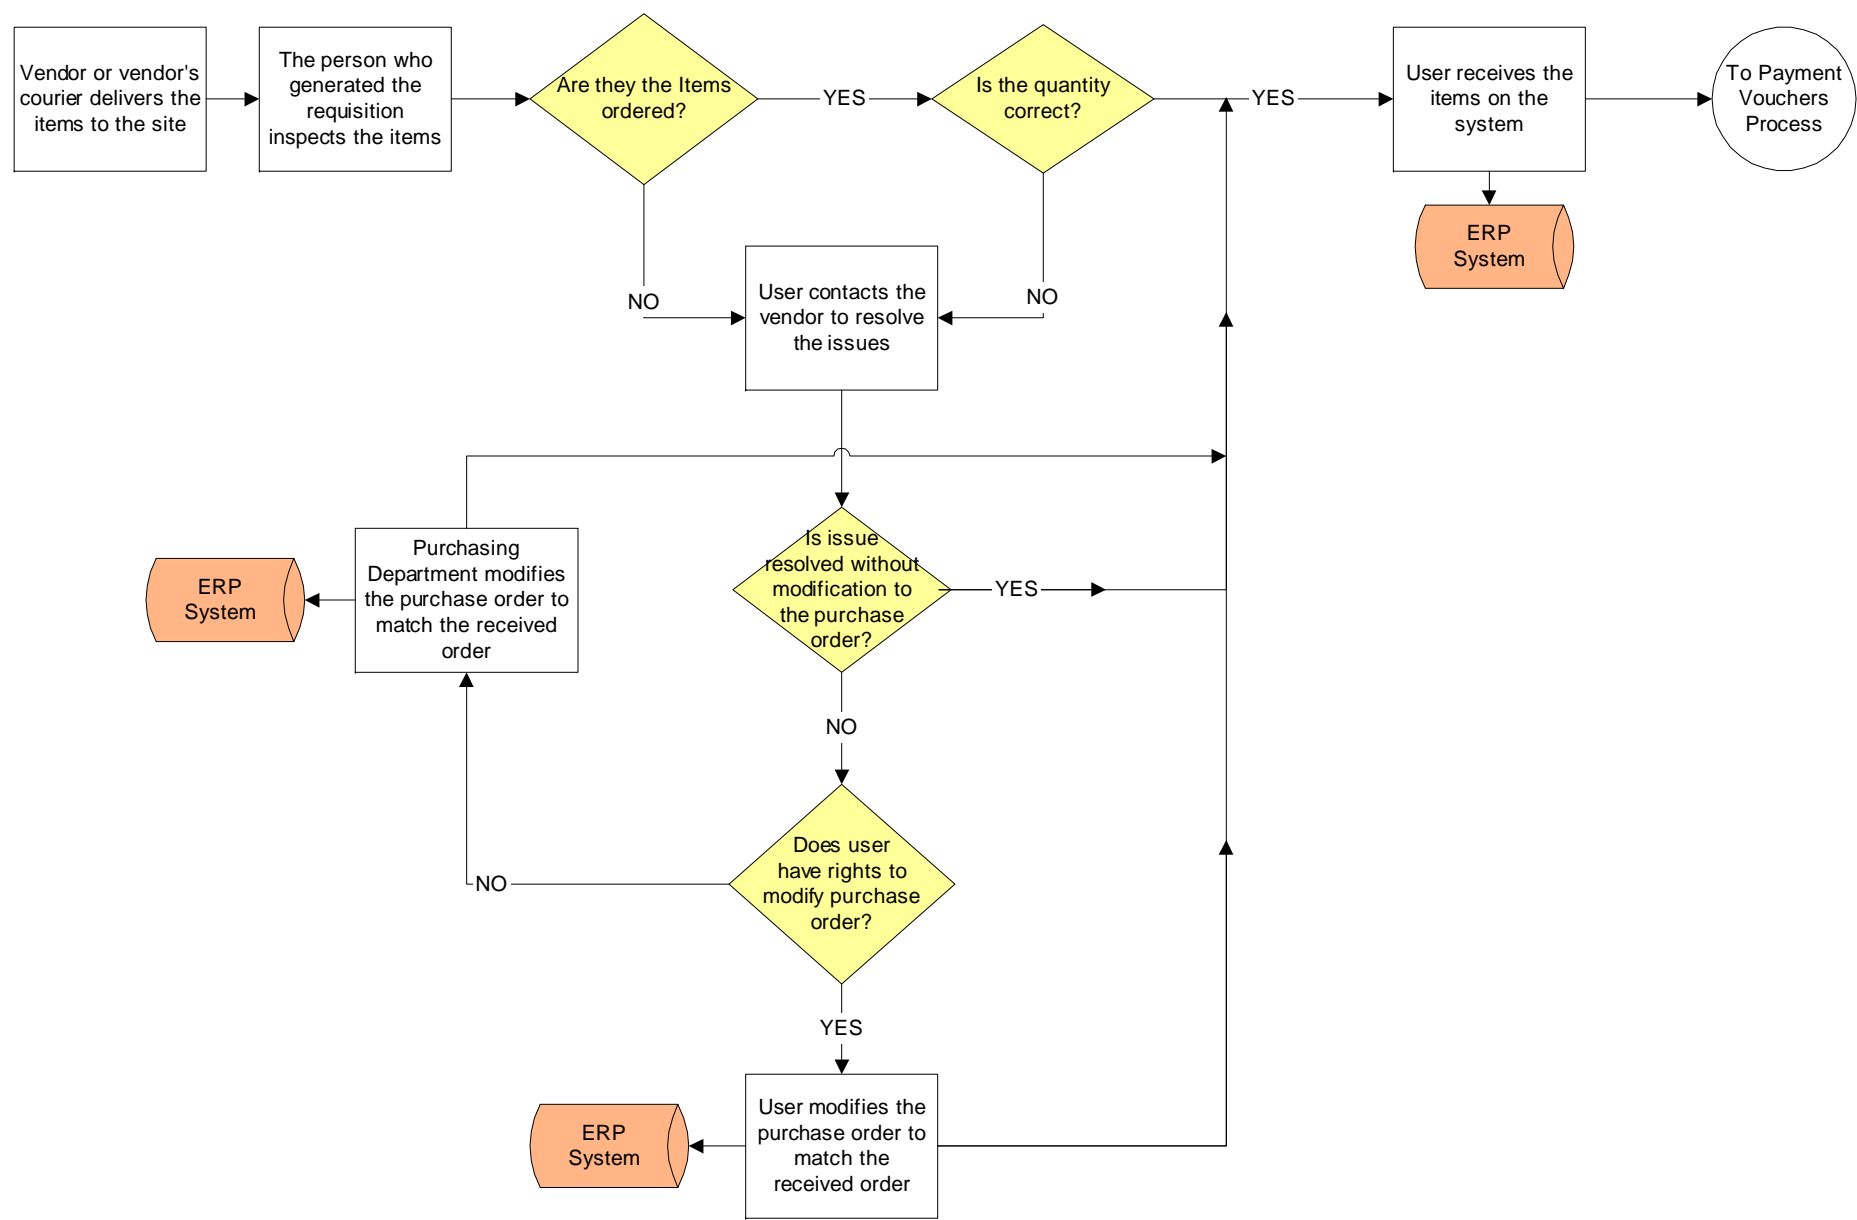 Vendor or vendor's
courier delivers the
items to the site
The person who
generated the
requisition
inspects the items
Are they the Items
ordered?
YES
Is the quantity
correct?
YES
User receives the
items on the
system
To Payment
Vouchers
Process
ERP
System
NO
User contacts the
vendor to resolve
the issues
NO
Purchasing
Department modifies
the purchase order to
match the received
order
ERP
System
Is issue
resolved without
modification to
the purchase
order?
YES
NO
Does user
have rights to
modify purchase
order?
NO
YES
User modifies the
purchase order to
match the
received order
ERP
System